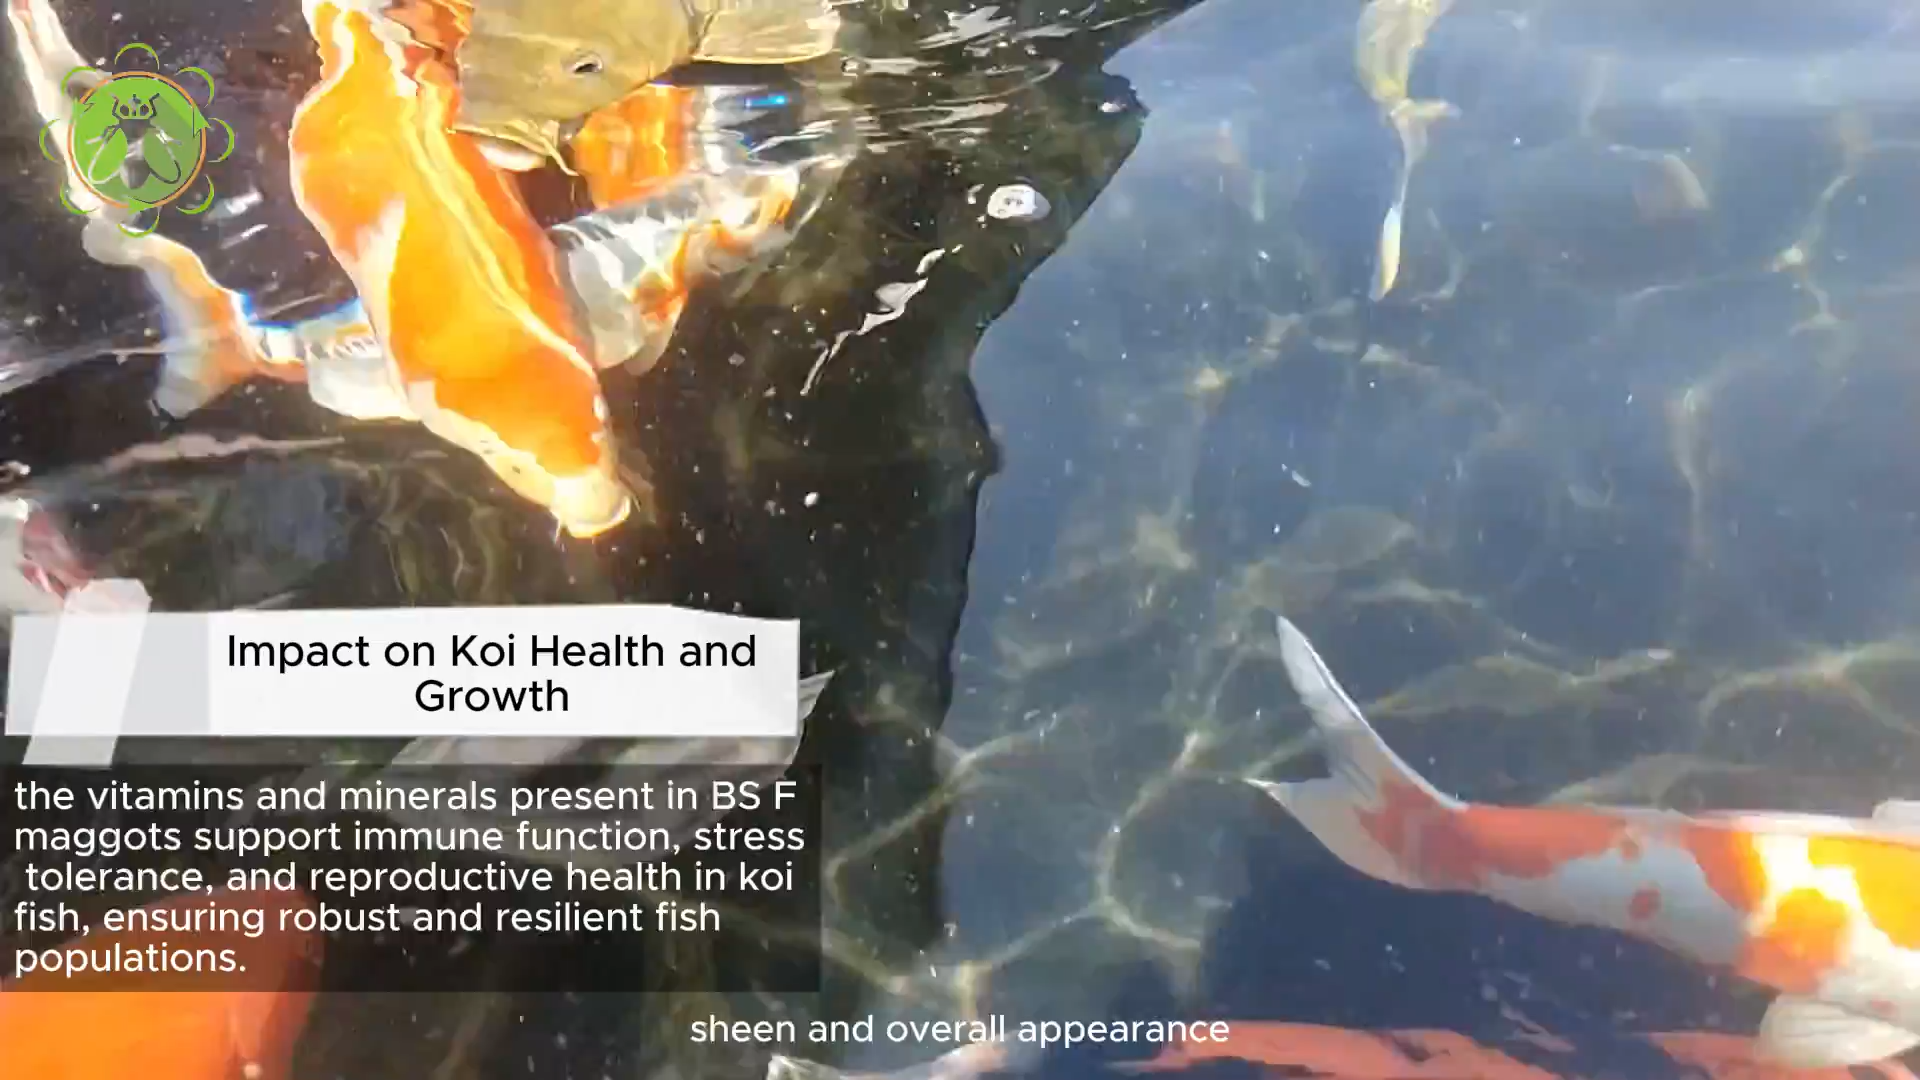 Impact on Koi Health and
Growth
the vitamins and minerals present in BS F
maggots support immune function, stress
tolerance, and reproductive health in koi
fish, ensuring robust and resilient fish
populations.
sheen and overall appearance